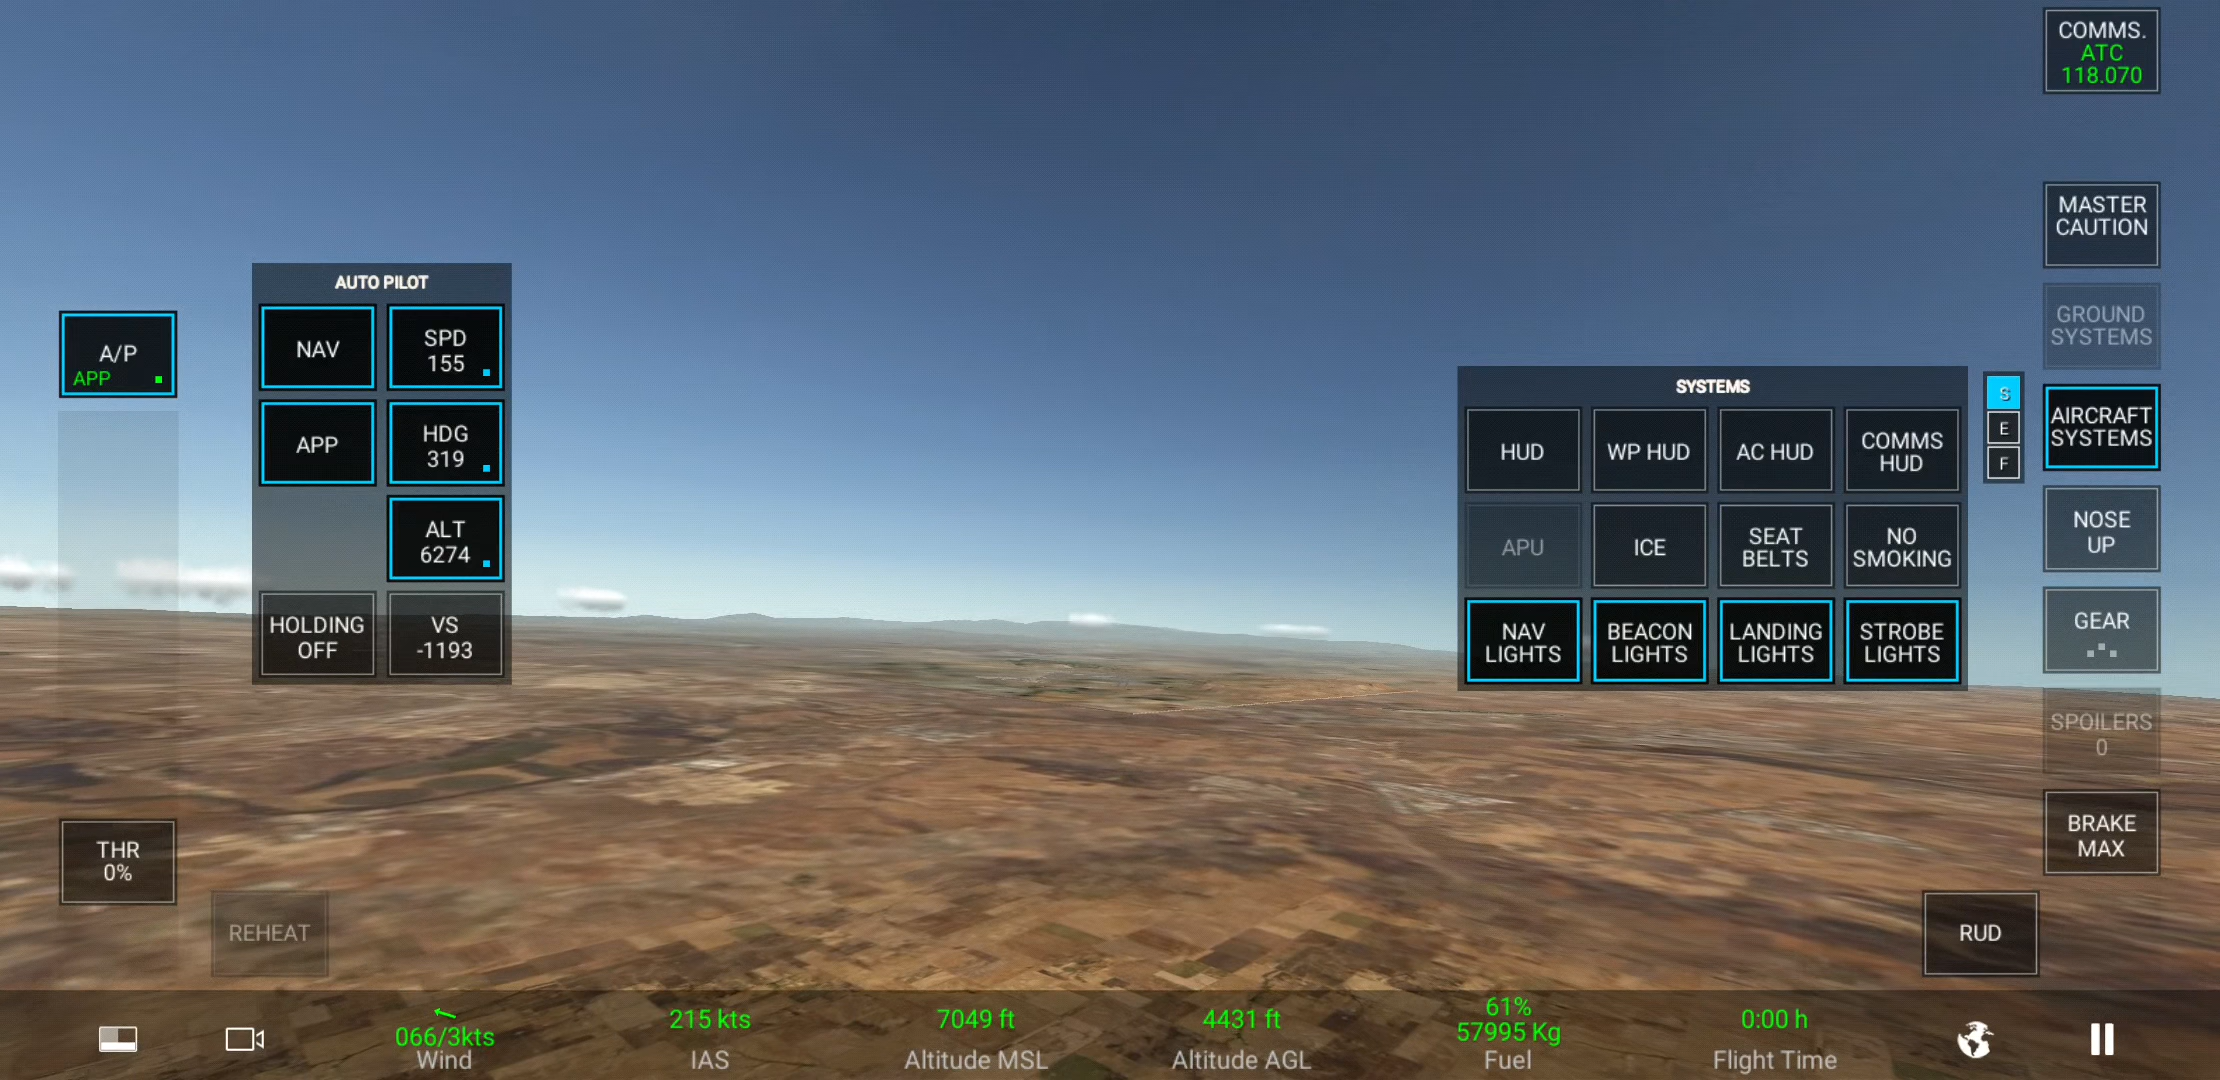 COMMS.
ATC
118.070
MASTER
CAUTION
GROUND
SYSTEMS
AUTO PILOT
NAV
SPD
155
A/P
APP
APP
HDG
319
ALT
6274
HOLDING
OFF
VS
-1193
SYSTEMS
HUD
WP HUD
AC HUD
COMMS
HUD
APU
ICE
SEAT
BELTS
NO
SMOKING
NAV
LIGHTS
BEACON
LIGHTS
LANDING
LIGHTS
STROBE
LIGHTS
S
E
F
AIRCRAFT
SYSTEMS
NOSE
UP
GEAR
SPOILERS
0
BRAKE
MAX
THR
0%
REHEAT
RUD
066/3kts
Wind
215 kts
IAS
7049 ft
Altitude MSL
4431 ft
Altitude AGL
61%
57995 Kg
Fuel
0:00 h
Flight Time